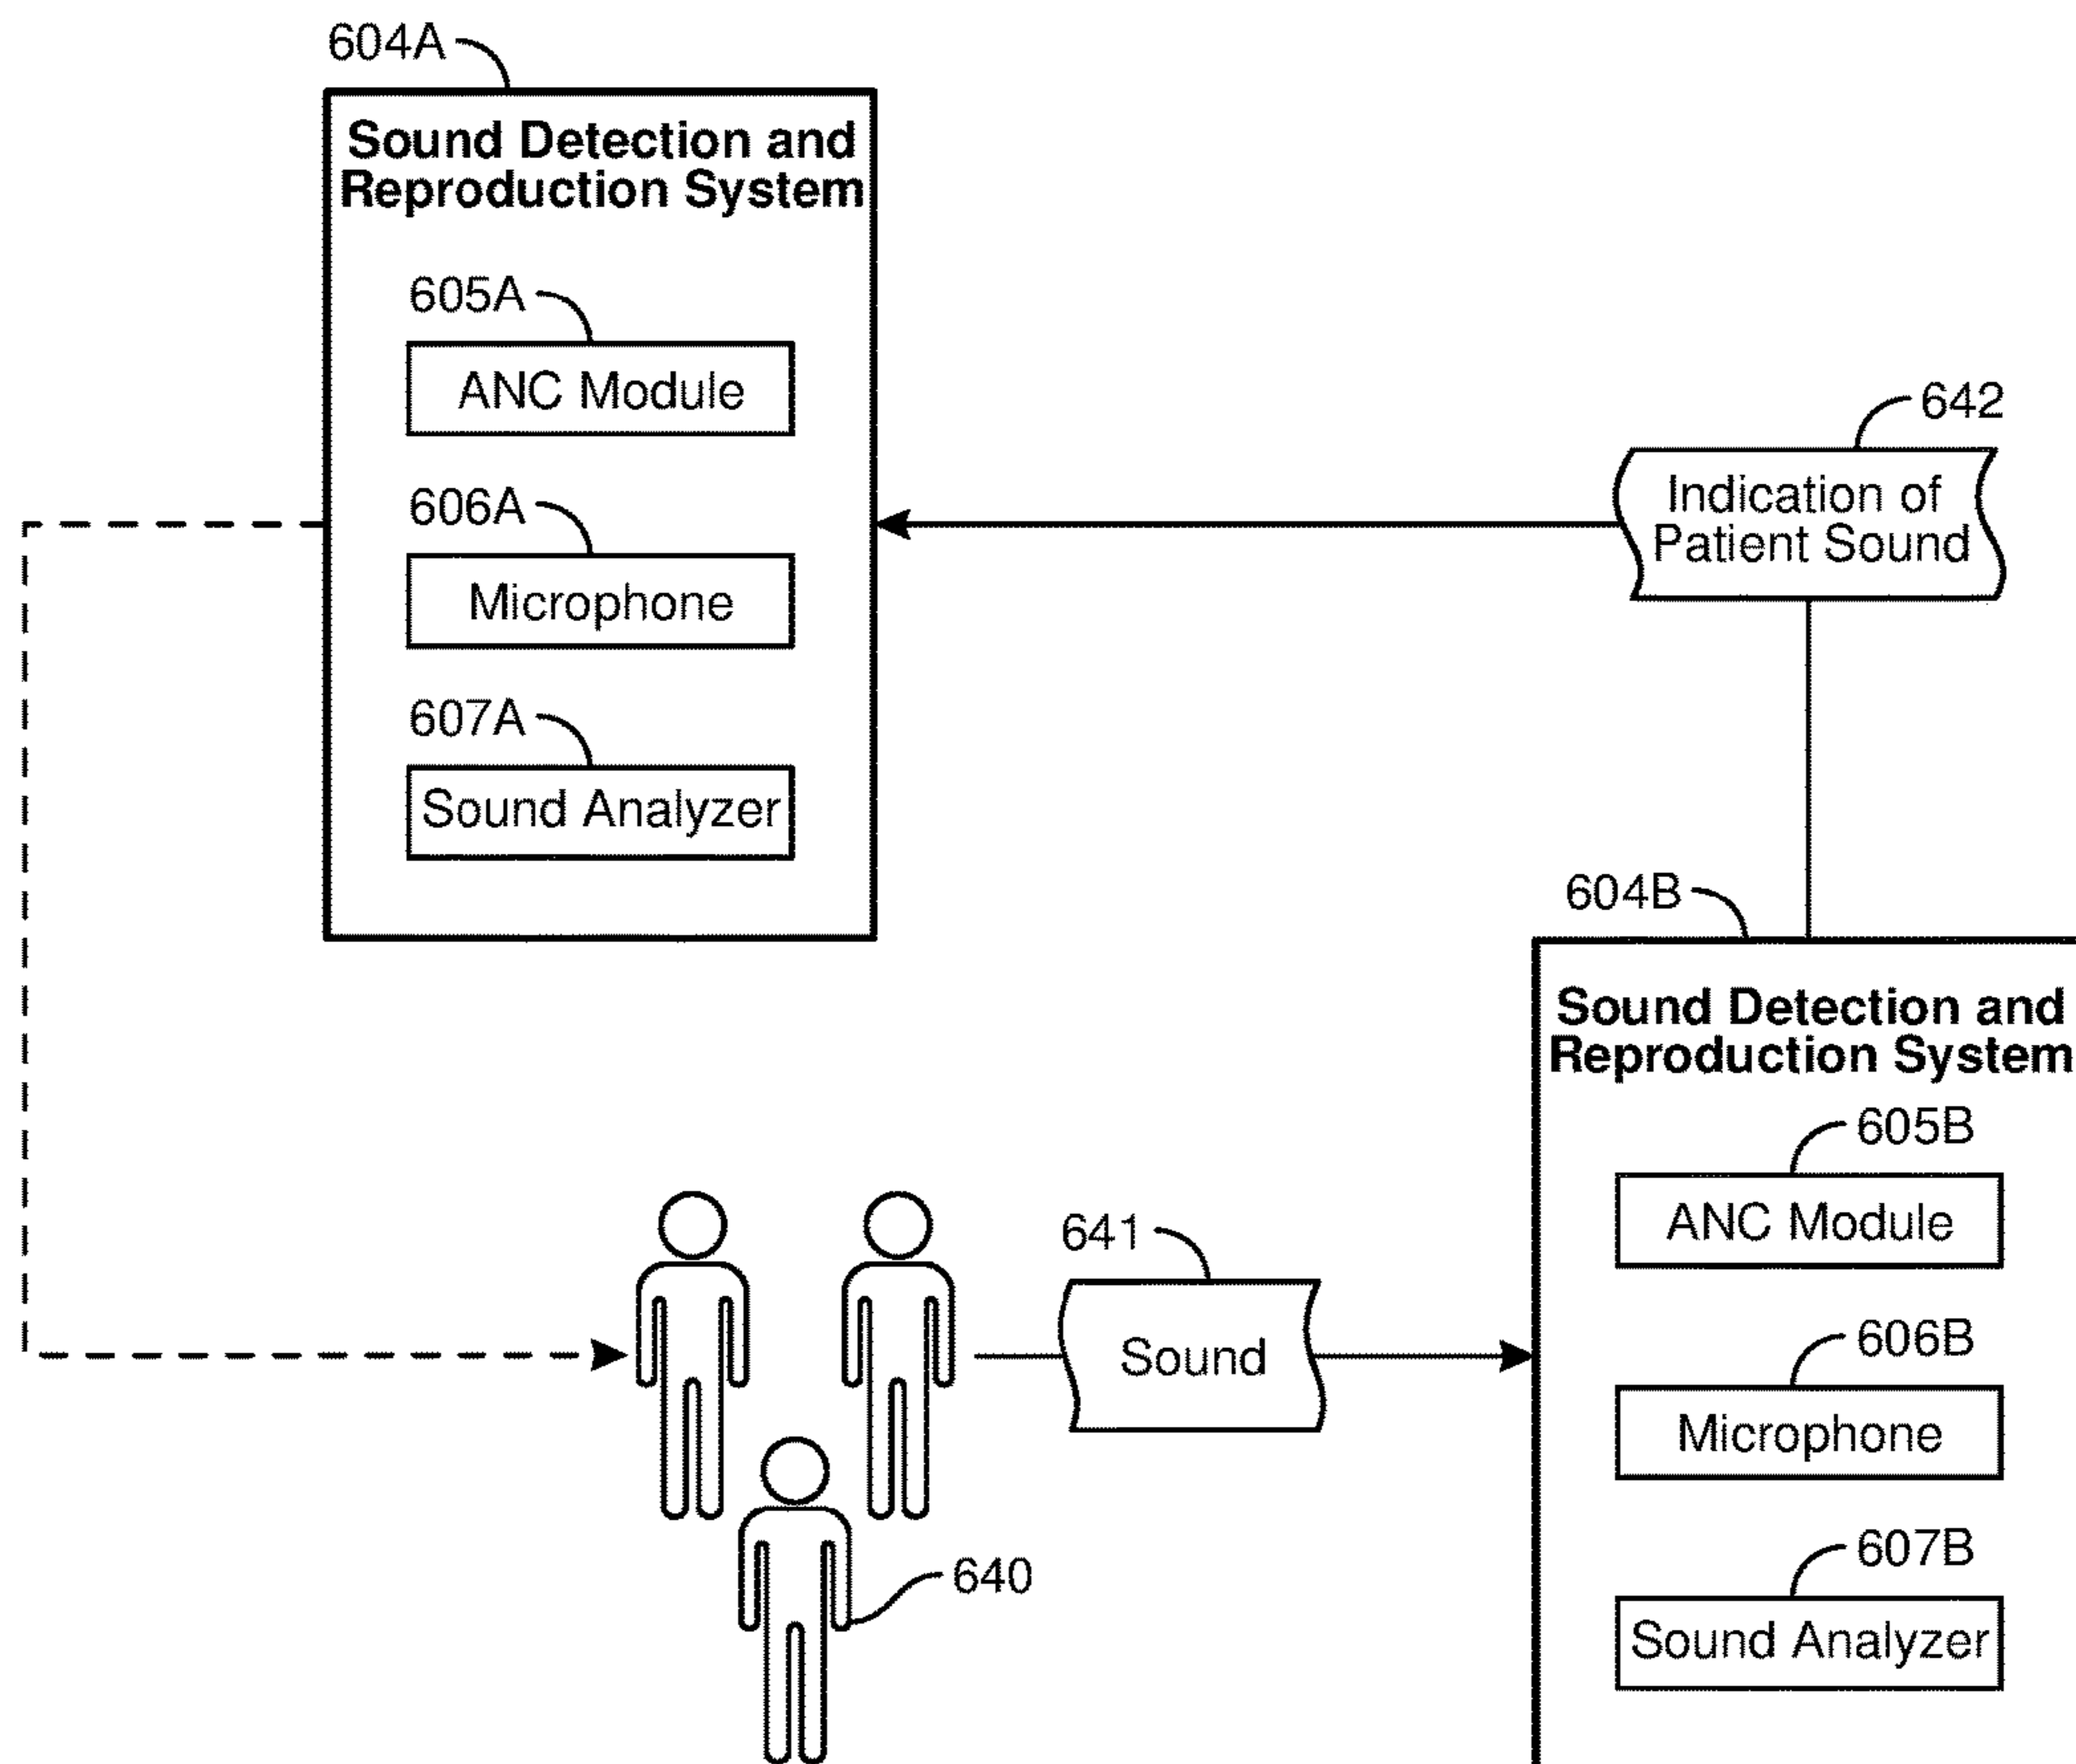 604A
Sound Detection and
Reproduction System
605A
ANC Module
606A
Microphone
607A
Sound Analyzer
642
Indication of
Patient Sound
604B
Sound Detection and
Reproduction System
605B
ANC Module
606B
Microphone
607B
Sound Analyzer
641
Sound
640